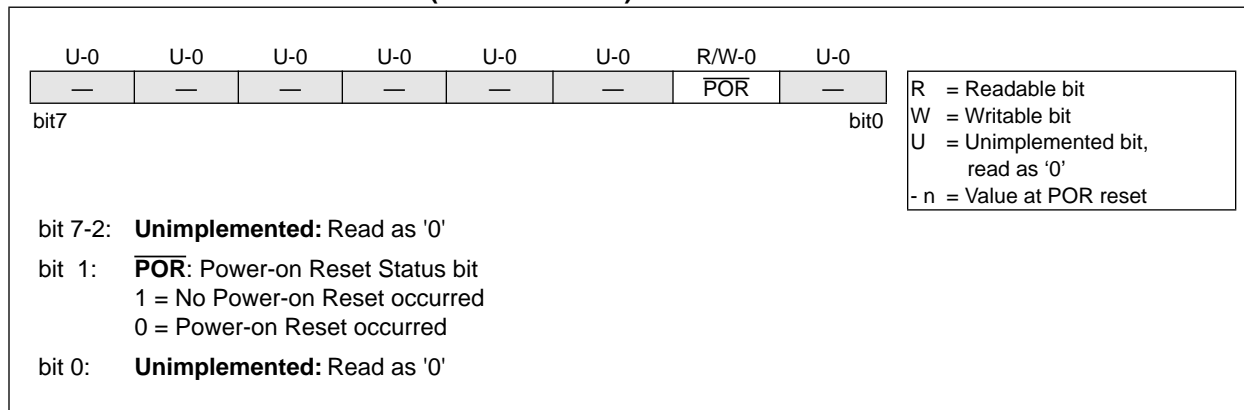 U-0 U-0 U-0 U-0 U-0 U-0 R/W-0 U-0
— — — — — — POR —
bit7 bit0
R = Readable bit
W = Writable bit
U = Unimplemented bit,
read as ‘0’
- n = Value at POR reset
bit 7-2: Unimplemented: Read as '0'
bit 1: POR: Power-on Reset Status bit
1 = No Power-on Reset occurred
0 = Power-on Reset occurred
bit 0: Unimplemented: Read as '0'